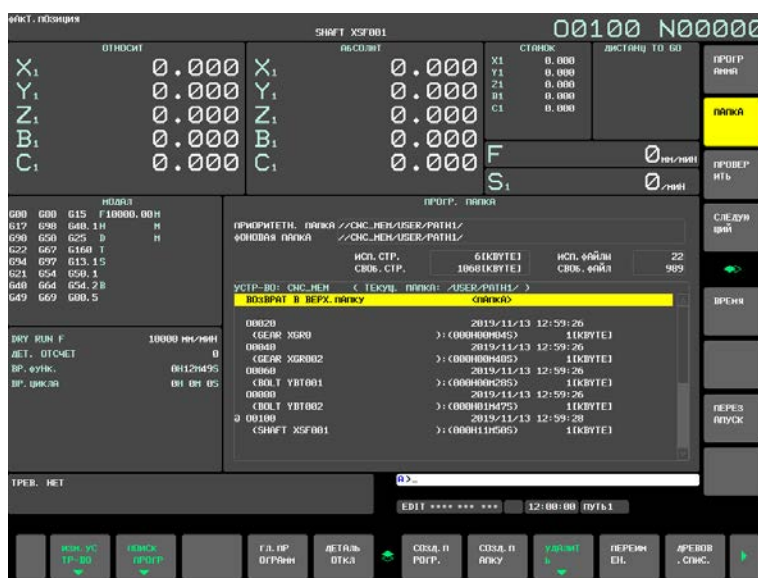 ФАКТ. ПОЗИЦИЯ
SHAFT XSF001
O0100 N00000
ОТНОСИТ
X1 0.000
Y1 0.000
Z1 0.000
B1 0.000
C1 0.000
АБСОЛЮТ
X1 0.000
Y1 0.000
Z1 0.000
B1 0.000
C1 0.000
СТАНОК
X1 0.000
Y1 0.000
Z1 0.000
B1 0.000
C1 0.000
ДИСТАНЦ TO GO
F 0 ММ/МИН
S1 0 /МИН
МОДАЛ
G00 G80 G15 F10000.00 M
G17 G98 G40.1 H M
G90 G50 G25 D M
G22 G67 G160 T
G94 G97 G13.1 S
G21 G54 G50.1
G40 G64 G54.2 B
G49 G69 G80.5
DRY RUN F 10000 ММ/МИН
ДЕТ. ОТСЧЕТ 0
ВР. ФУНК. 0H12M49S
ВР. ЦИКЛА 0H 0M 0S
ПРОГР. ПАПКА
ПРИОРИТЕТН. ПАПКА //CNC_MEM/USER/PATH1/
ФОНОВАЯ ПАПКА //CNC_MEM/USER/PATH1/
ИСП. СТР. 6[KBYTE] ИСП. ФАЙЛЫ 22
СВОБ. СТР. 1068[KBYTE] СВОБ. ФАЙЛ 989
УСТР-ВО: CNC_MEM ( ТЕКУЩ. ПАПКА: /USER/PATH1/ )
ВОЗВРАТ В ВЕРХ. ПАПКУ <ПАПКА>
O0020 2019/11/13 12:59:26
(GEAR XGR0 ):(000H00M04S) 1[KBYTE]
O0040 2019/11/13 12:59:26
(GEAR XGR002 ):(000H00M40S) 1[KBYTE]
O0060 2019/11/13 12:59:26
(BOLT YBT001 ):(000H00M28S) 1[KBYTE]
O0080 2019/11/13 12:59:26
(BOLT YBT002 ):(000H01M47S) 1[KBYTE]
@ O0100 2019/11/13 12:59:28
(SHAFT XSF001 ):(000H11M50S) 1[KBYTE]
ТРЕВ. НЕТ
A>_
EDIT **** *** *** 12:00:00 ПУТЬ1
ПРОГР
АММА
ПАПКА
ПРОВЕР
ИТЬ
СЛЕДУЮ
ЩИЙ
ВРЕМЯ
ПЕРЕЗ
АПУСК
ИЗМ. УС
ТР-ВО
ПОИСК
ПРОГР
ГЛ. ПР
ОГРАММ
ДЕТАЛЬ
ОТКЛ
СОЗД. П
РОГР.
СОЗД. П
АПКУ
УДАЛИТ
Ь
ПЕРЕИМ
ЕН.
ДРЕВОВ
. СПИС.